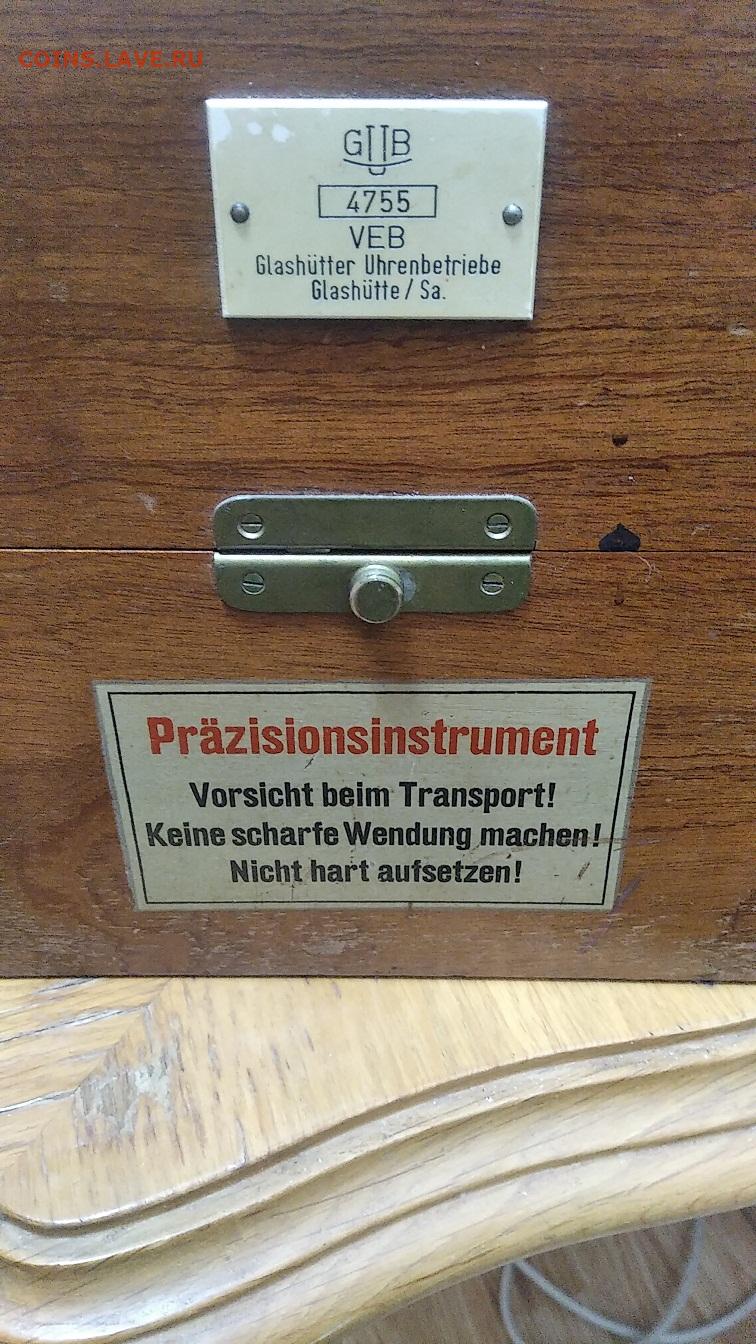 COINS.LAVE.RU
GUB
4755
VEB
Glashütter Uhrenbetriebe
Glashütte / Sa.
Präzisionsinstrument
Vorsicht beim Transport!
Keine scharfe Wendung machen!
Nicht hart aufsetzen!